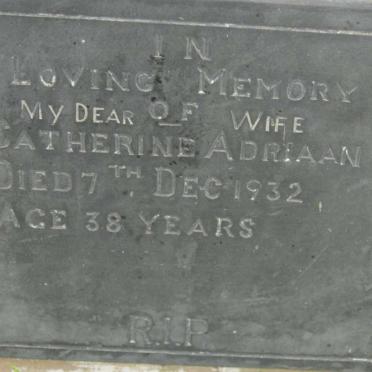 IN
LOVING MEMORY
OF
MY DEAR WIFE
CATHERINE ADRIAAN
DIED 7TH DEC 1932
AGE 38 YEARS
R.I.P